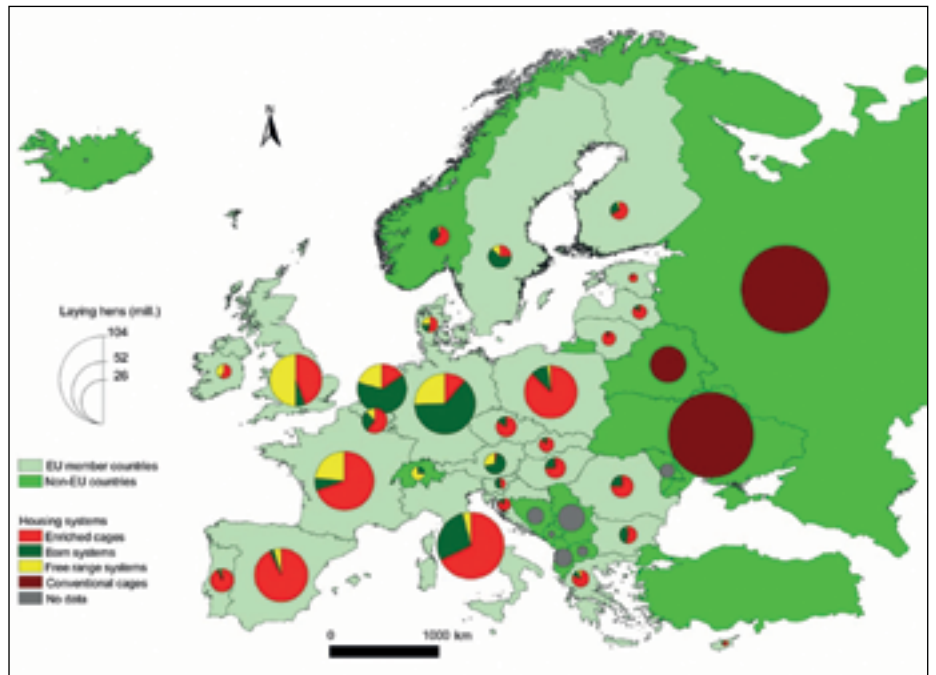 N
Laying hens (mill.)
104
52
26
EU member countries
Non-EU countries
Housing systems
Enriched cages
Barn systems
Free range systems
Conventional cages
No data
0 1000 km